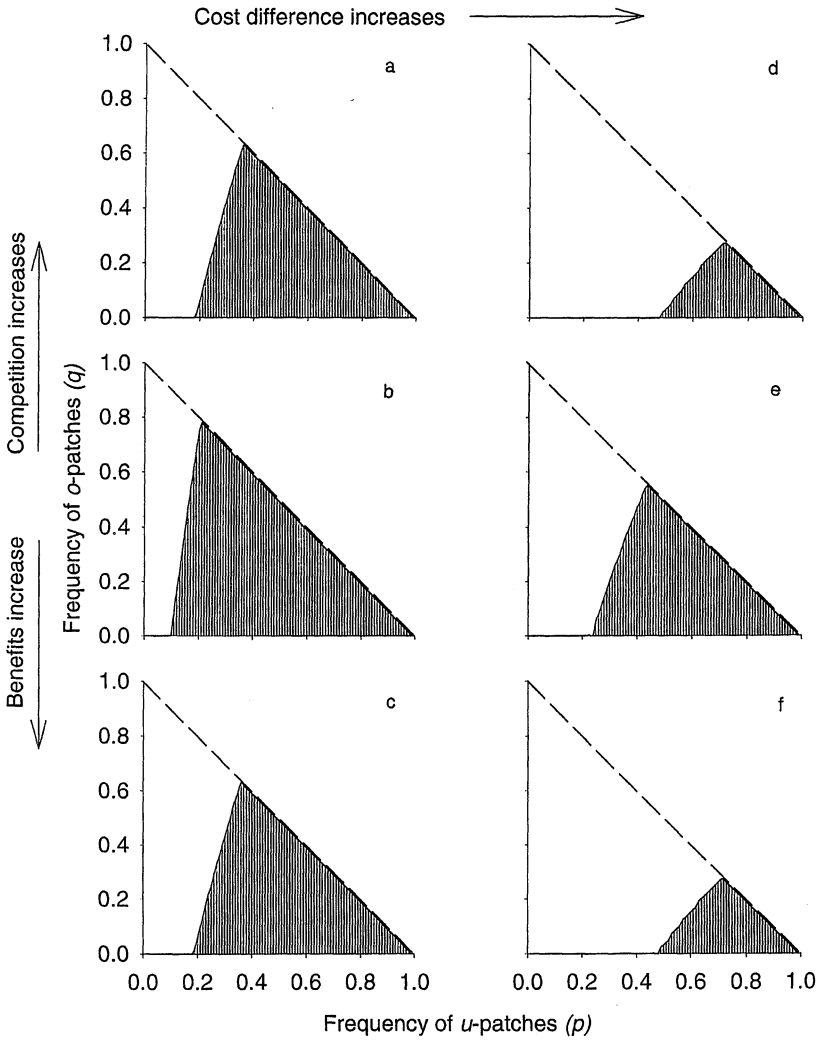 Cost difference increases
Competition increases
Benefits increase
Frequency of o-patches (q)
1.0
0.8
0.6
0.4
0.2
0.0
a
d
1.0
0.8
0.6
0.4
0.2
0.0
b
e
1.0
0.8
0.6
0.4
0.2
0.0
c
f
0.0 0.2 0.4 0.6 0.8 1.0
0.0 0.2 0.4 0.6 0.8 1.0
Frequency of u-patches (p)